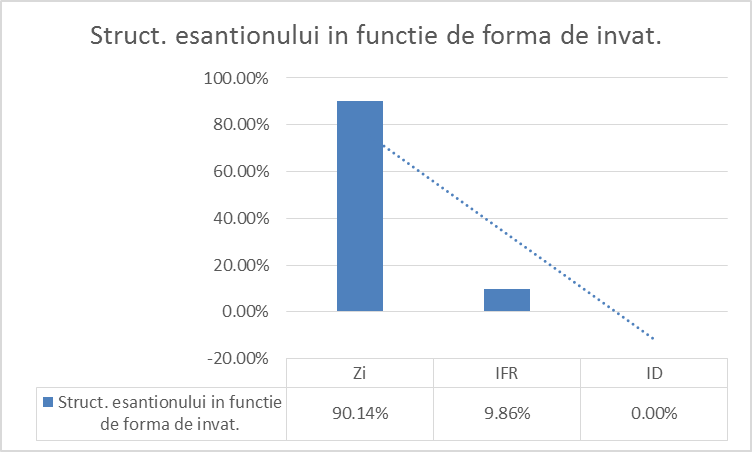 Struct. esantionului in functie de forma de invat.
100.00%
80.00%
60.00%
40.00%
20.00%
0.00%
-20.00%
Zi IFR ID
Struct. esantionului in functie
de forma de invat.
90.14% 9.86% 0.00%